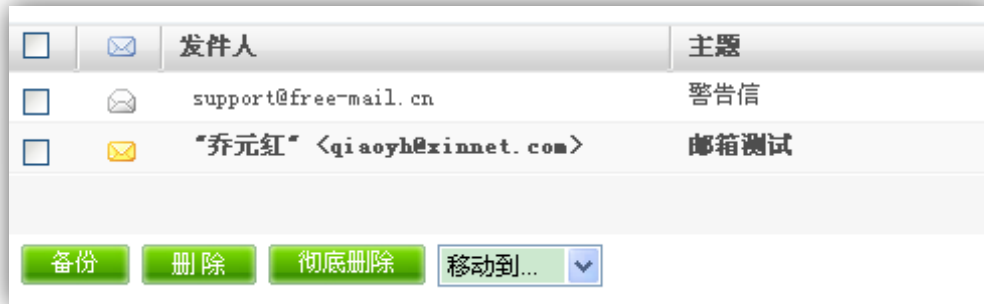 发件人 主题
support@free-mail.cn 警告信
"乔元红" <qiaoyh@xinnet.com> 邮箱测试
备份 删除 彻底删除 移动到...